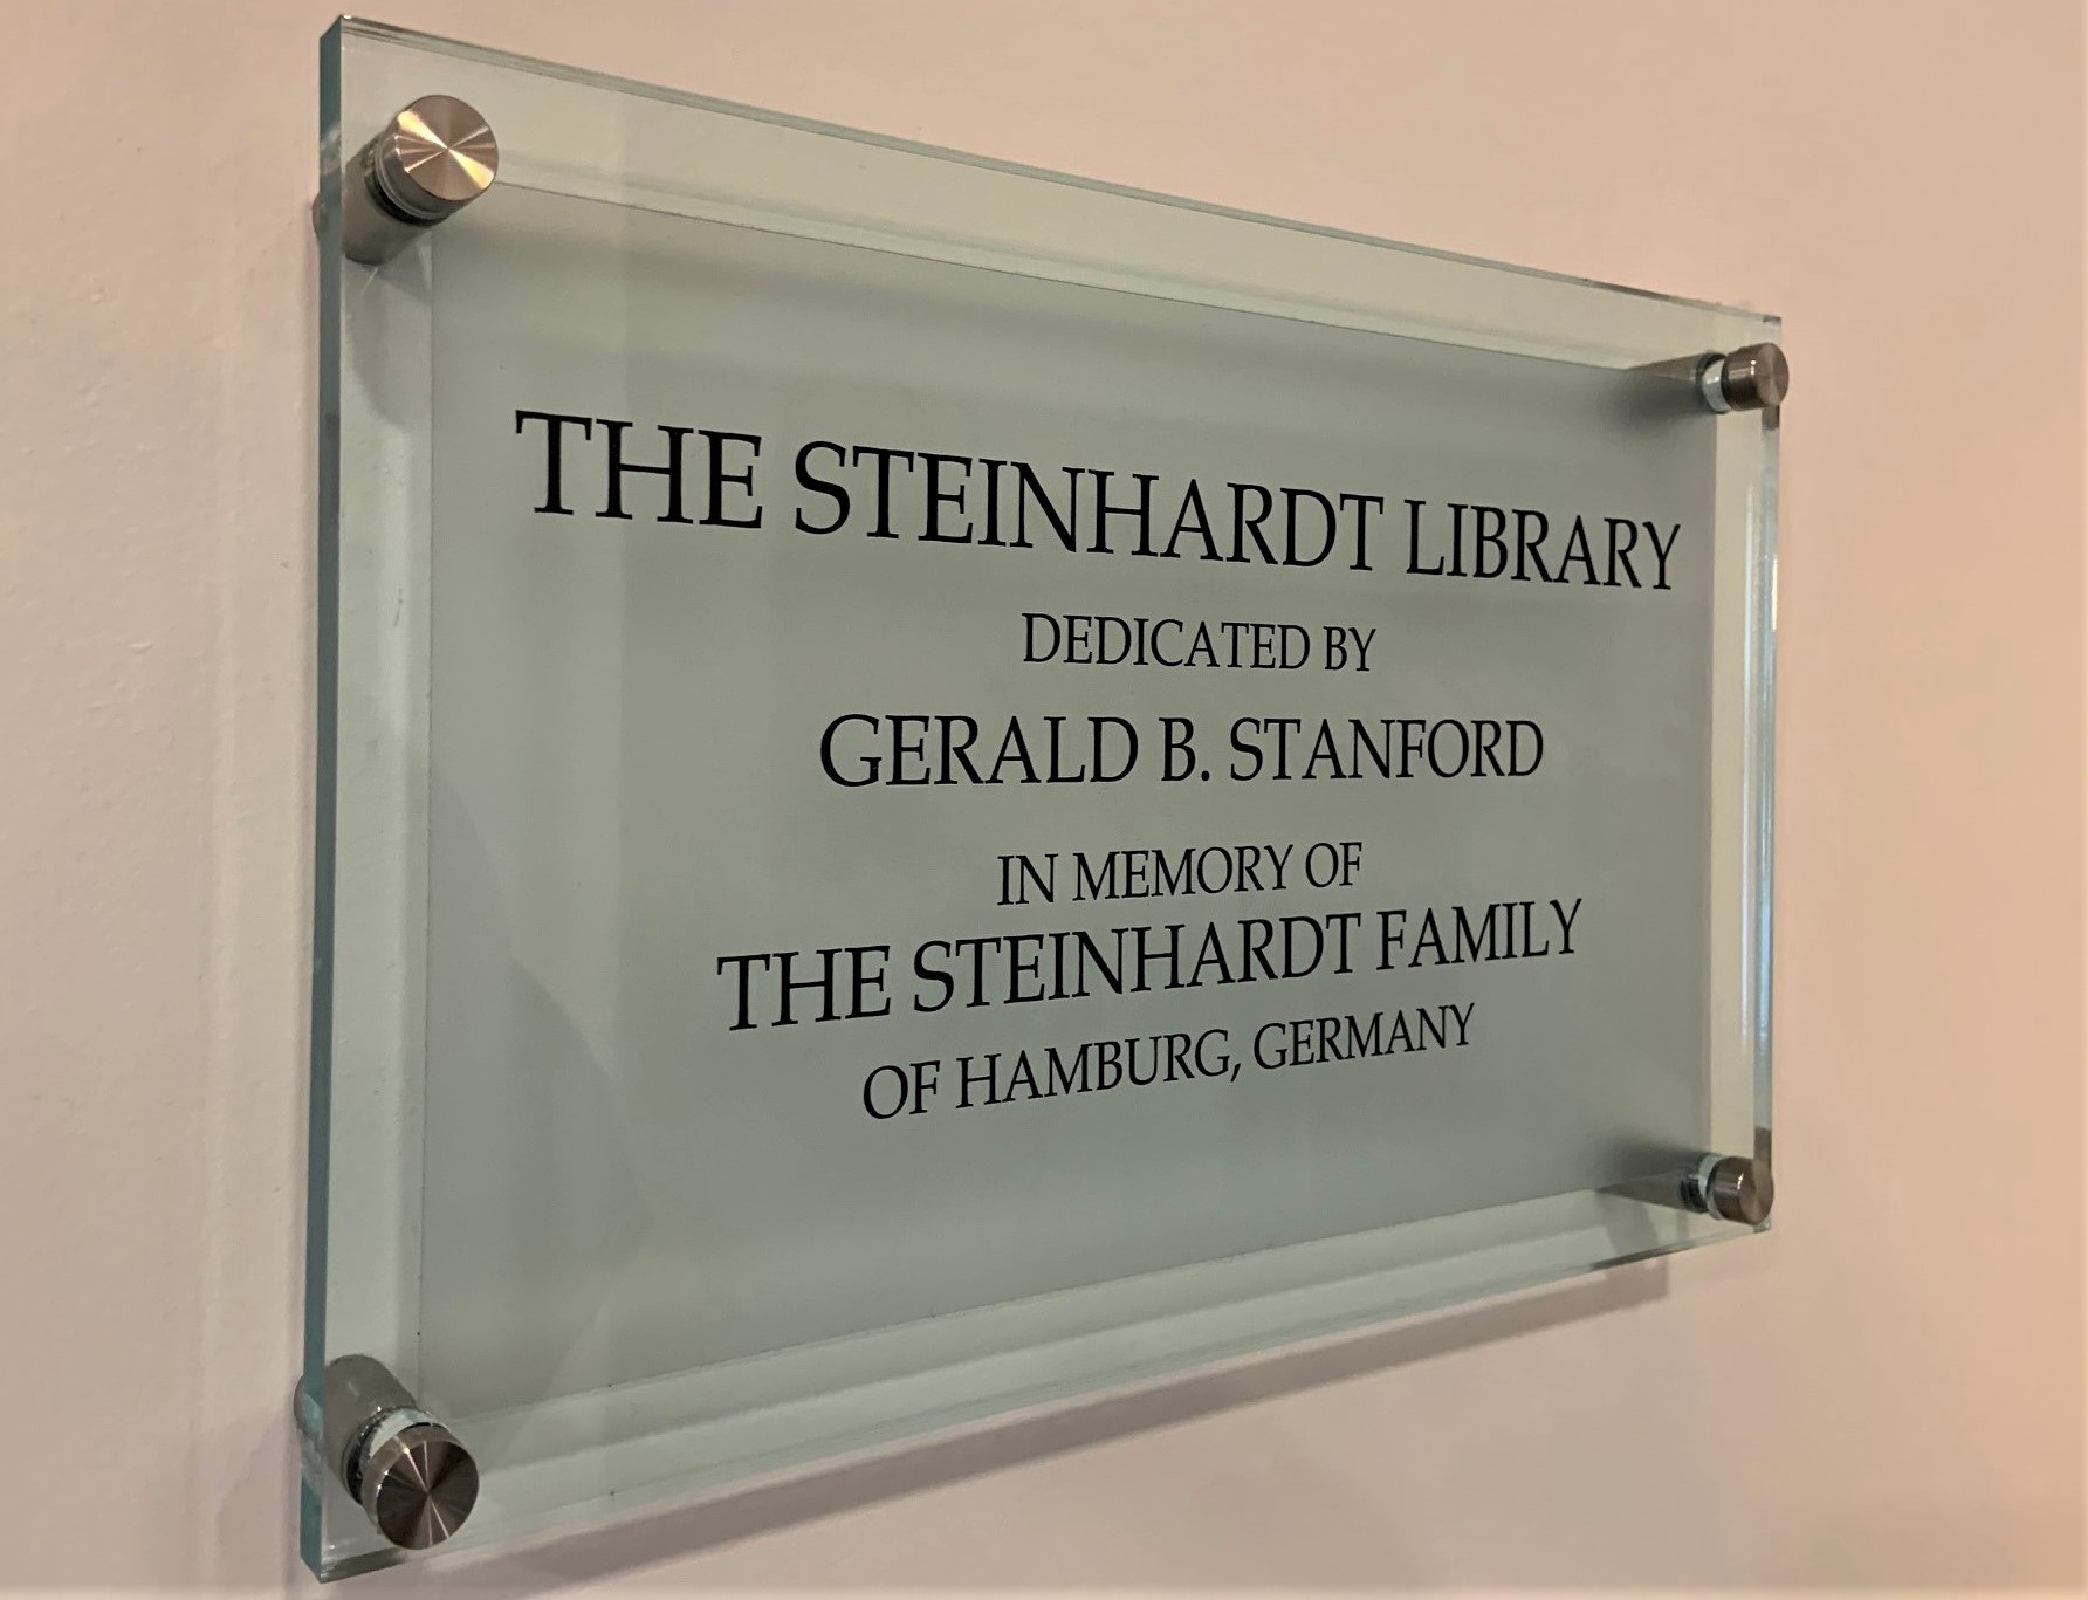 THE STEINHARDT LIBRARY
DEDICATED BY
GERALD B. STANFORD
IN MEMORY OF
THE STEINHARDT FAMILY
OF HAMBURG, GERMANY